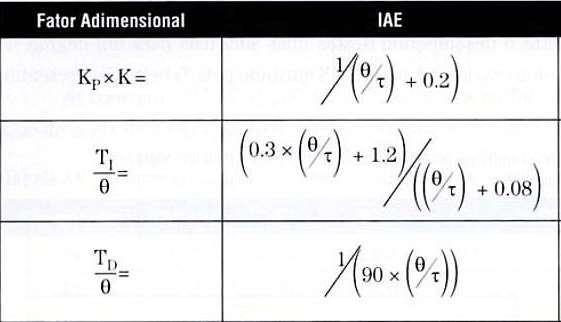 Fator Adimensional IAE
K_P×K= 1/((θ/τ) + 0.2)
T_I/θ= (0.3 × (θ/τ) + 1.2)/((θ/τ) + 0.08)
T_D/θ= 1/(90 × (θ/τ))